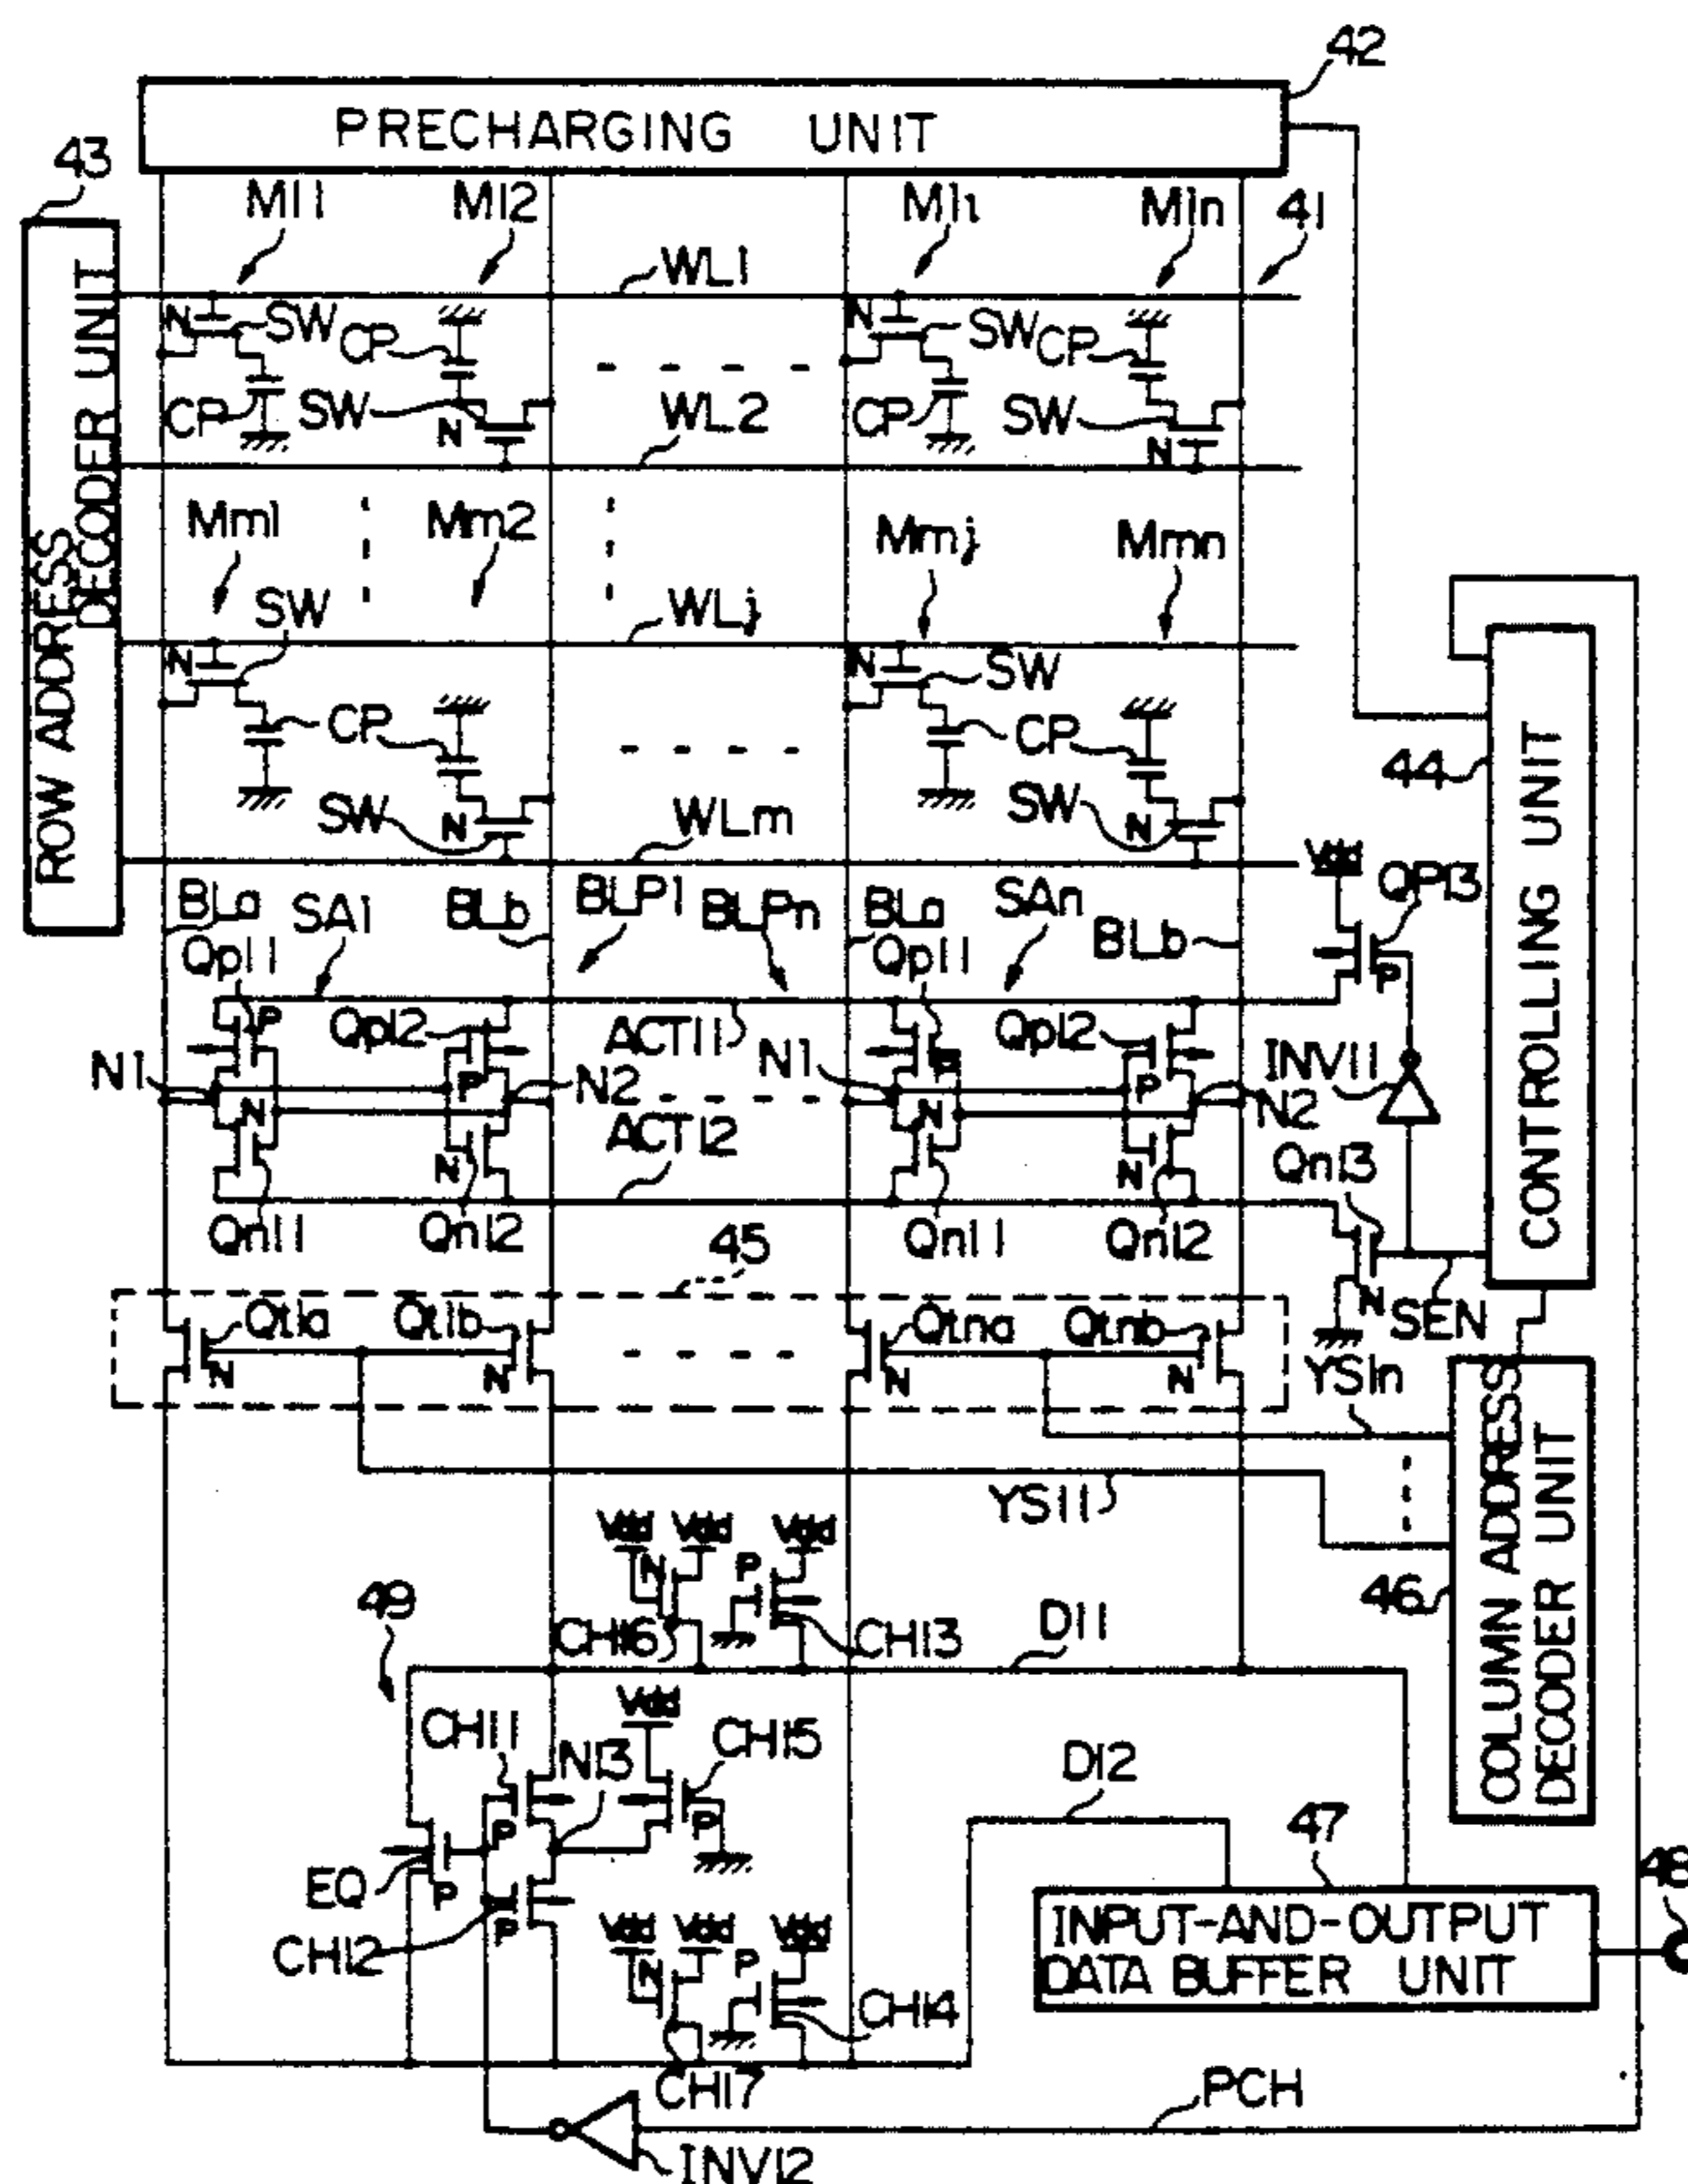 42
PRECHARGING UNIT
43
M11 M12 M1i M1n 41
WL1
N SW CP N SW CP
CP SW N WL2 CP SW N
Mm1 Mm2 Mmj Mmn
SW WLj
N N SW
CP CP
SW N WLm SW N
ROW ADDRESS
DECODER UNIT
44
CONTROLLING UNIT
Vdd
QP13
P
BLa SA1 BLb BLP1 BLPn BLa SAn BLb
Qp11 P Qp12 P ACT11 Qp11 P Qp12 P
INV11
N1 N2 N1 N2
N N ACT12 N N
Qn13
Qn11 Qn12 45 Qn11 Qn12
N SEN
Qt1a Qt1b Qtna Qtnb
N N N N
YS1n
YS11
46
COLUMN ADDRESS
DECODER UNIT
49
Vdd Vdd Vdd
N P
CH16 CH13 D11
Vdd
CH11 N13 CH15
P P
D12
47
48
EQ P
CH12 P
INPUT-AND-OUTPUT
DATA BUFFER UNIT
Vdd Vdd Vdd
N P
CH14
CH17
PCH
INV12